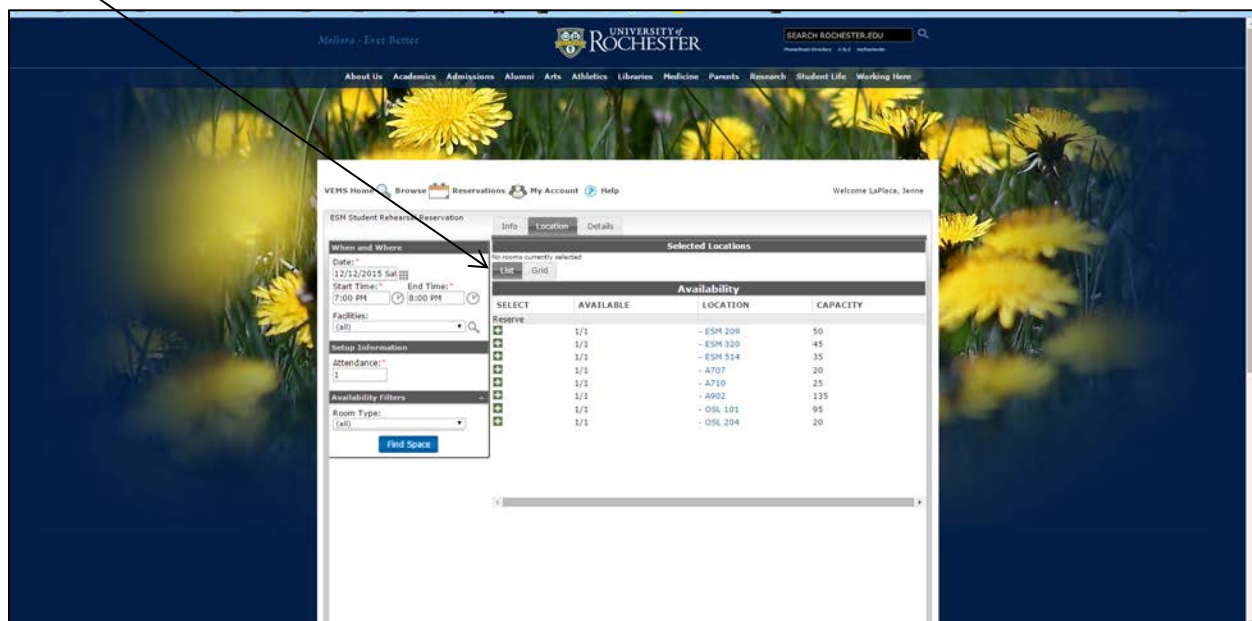 Meliora - Ever Better
UNIVERSITY of
ROCHESTER
SEARCH ROCHESTER.EDU
About Us Academics Admissions Alumni Arts Athletics Libraries Medicine Parents Research Student Life Working Here
VEMS Home Browse Reservations My Account Help Welcome LaPlaca, Jenne
ESM Student Rehearsal Reservation
Info Location Details
When and Where
Date:*
12/12/2015 Sat
Start Time:* End Time:*
7:00 PM 8:00 PM
Facilities:
(all)
Setup Information
Attendance:*
1
Availability Filters
Room Type:
(all)
Find Space
Selected Locations
No rooms currently selected
List Grid
Availability
SELECT AVAILABLE LOCATION CAPACITY
Reserve
1/1 - ESM 209 50
1/1 - ESM 320 45
1/1 - ESM 514 35
1/1 - A707 20
1/1 - A710 25
1/1 - A902 135
1/1 - OSL 101 95
1/1 - OSL 204 20